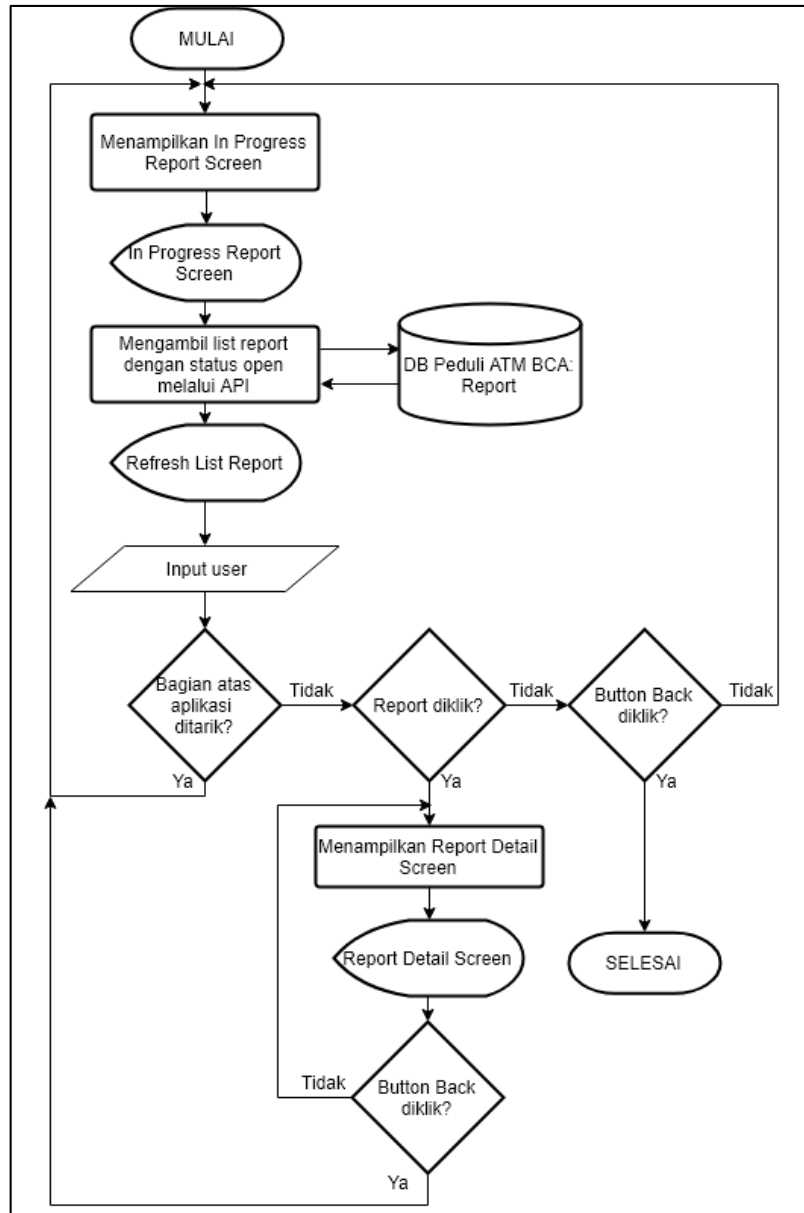 MULAI
Menampilkan In Progress
Report Screen
In Progress Report
Screen
Mengambil list report
dengan status open
melalui API
DB Peduli ATM BCA:
Report
Refresh List Report
Input user
Bagian atas
aplikasi
ditarik?
Tidak
Report diklik?
Tidak
Button Back
diklik?
Tidak
Ya
Ya
Ya
Menampilkan Report Detail
Screen
Report Detail Screen
SELESAI
Tidak
Button Back
diklik?
Ya